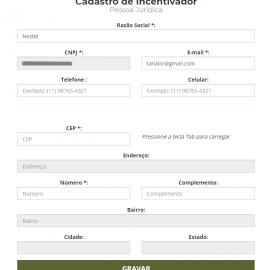 Cadastro de Incentivador
Pessoa Jurídica
Razão Social *:
Nestlé
CNPJ *: E-mail *:
tanaiir@gmail.com
Telefone : Celular:
Exemplo: (11) 98765-4321 Exemplo: (11) 98765-4321
CEP *:
CEP Pressione a tecla Tab para carregar
Endereço:
Endereço
Número *: Complemento:
Número Complemento
Bairro:
Bairro
Cidade: Estado:
GRAVAR